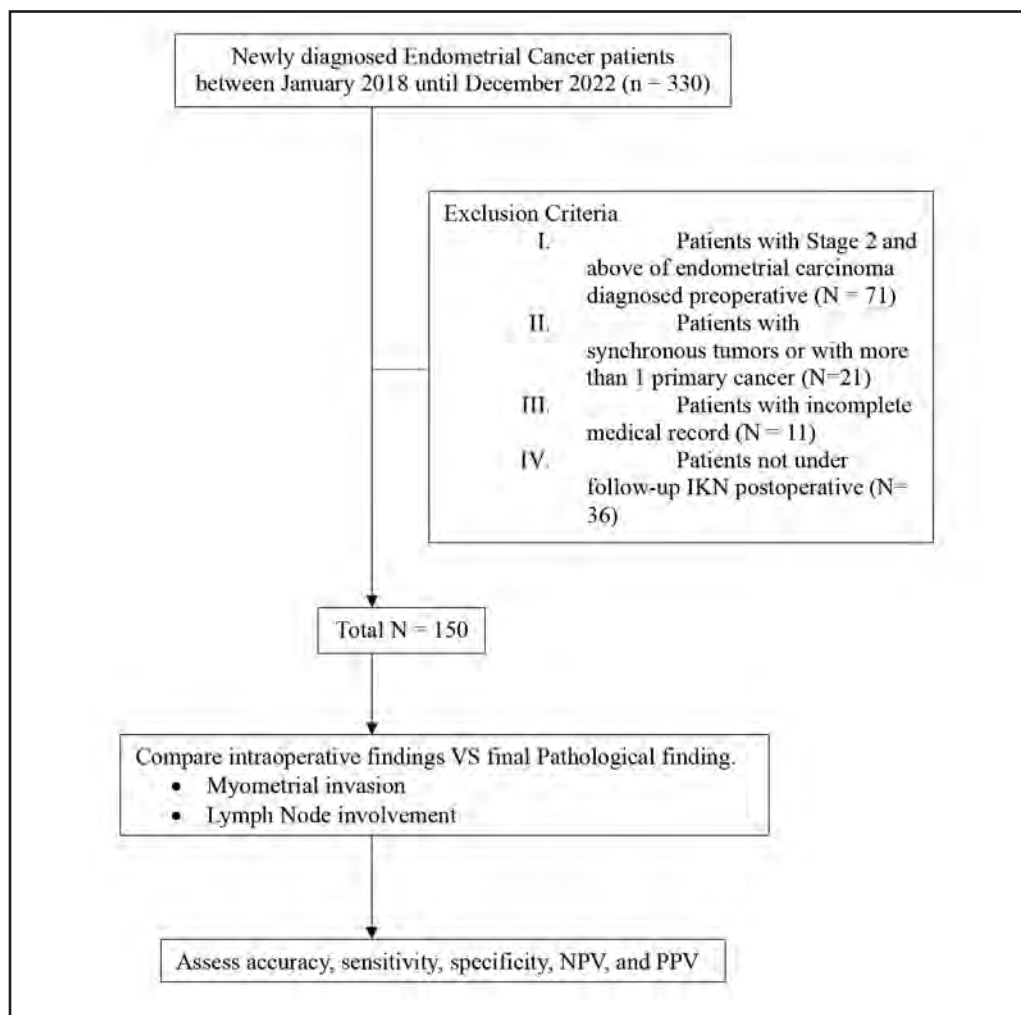 Newly diagnosed Endometrial Cancer patients
between January 2018 until December 2022 (n = 330)
Exclusion Criteria
I. Patients with Stage 2 and
above of endometrial carcinoma
diagnosed preoperative (N = 71)
II. Patients with
synchronous tumors or with more
than 1 primary cancer (N=21)
III. Patients with incomplete
medical record (N = 11)
IV. Patients not under
follow-up IKN postoperative (N=
36)
Total N = 150
Compare intraoperative findings VS final Pathological finding.
• Myometrial invasion
• Lymph Node involvement
Assess accuracy, sensitivity, specificity, NPV, and PPV